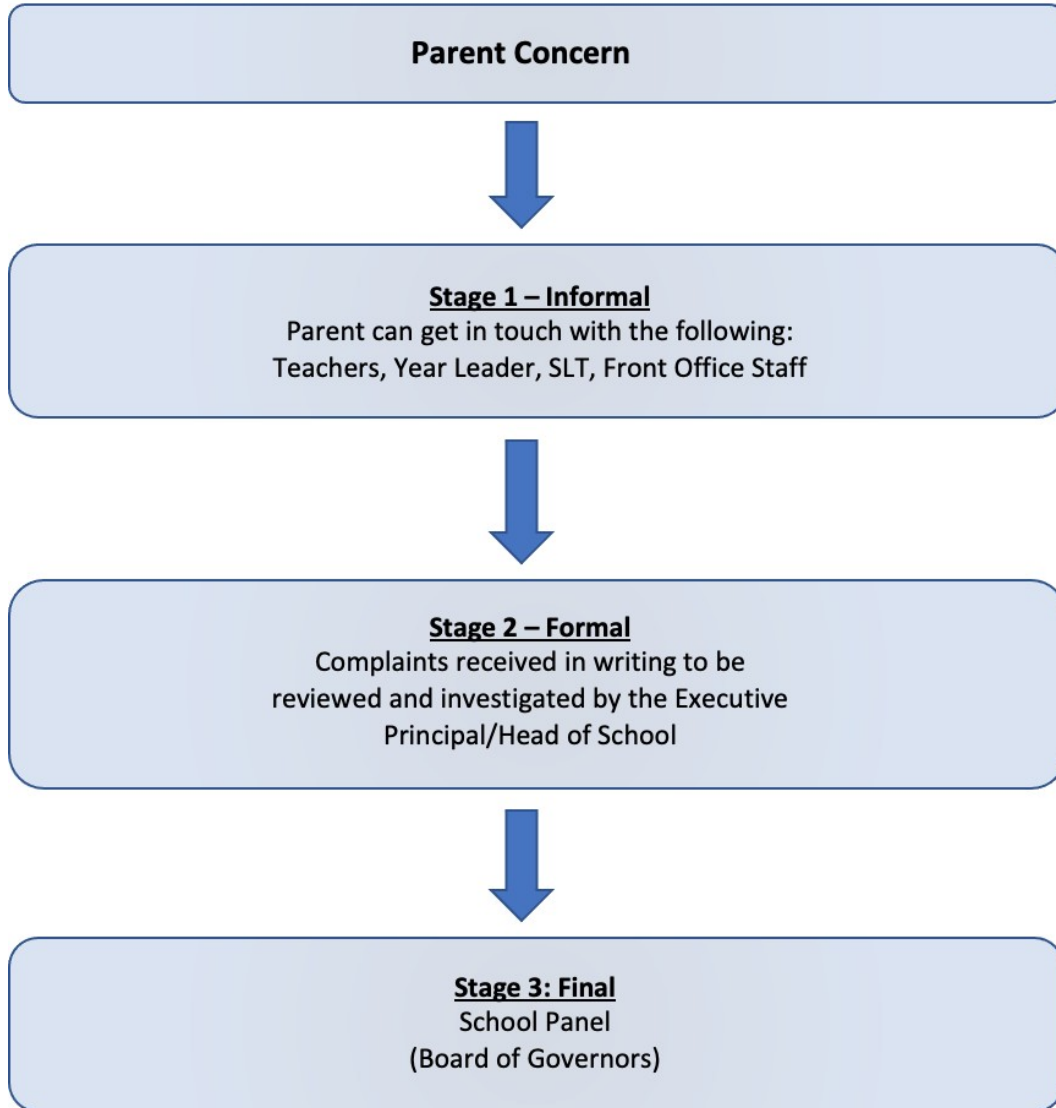 Parent Concern
Stage 1 – Informal
Parent can get in touch with the following:
Teachers, Year Leader, SLT, Front Office Staff
Stage 2 – Formal
Complaints received in writing to be
reviewed and investigated by the Executive
Principal/Head of School
Stage 3: Final
School Panel
(Board of Governors)